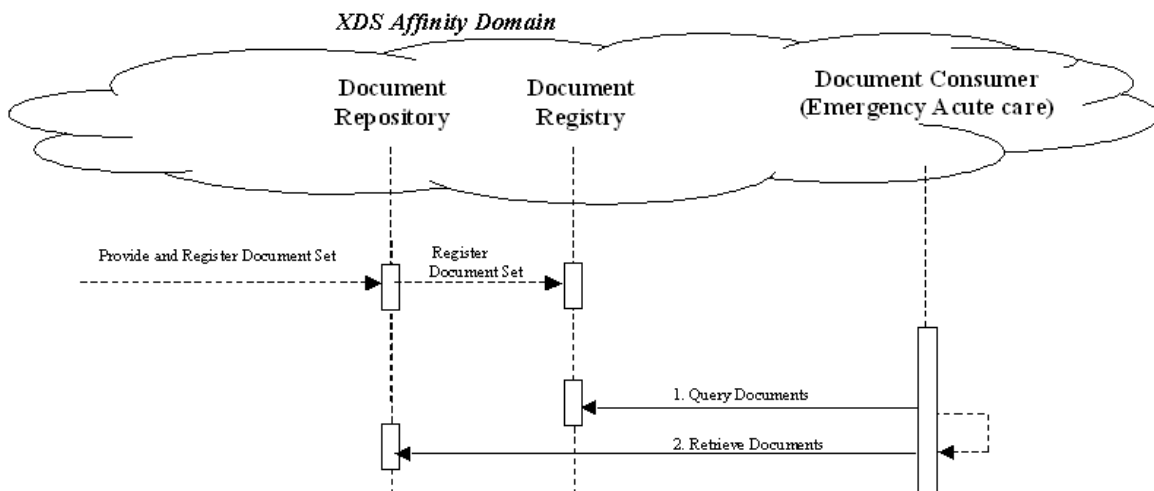 XDS Affinity Domain
Document
Repository
Document
Registry
Document Consumer
(Emergency Acute care)
Provide and Register Document Set
Register
Document Set
1. Query Documents
2. Retrieve Documents